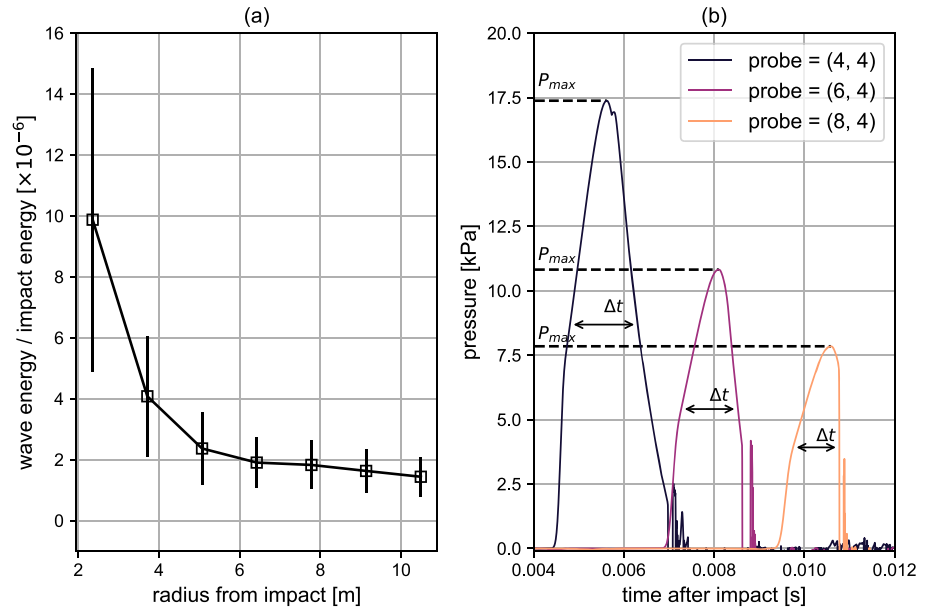 (a)
wave energy / impact energy [×10⁻⁶]
16
14
12
10
8
6
4
2
0
2
4
6
8
10
radius from impact [m]
(b)
pressure [kPa]
20.0
17.5
15.0
12.5
10.0
7.5
5.0
2.5
0.0
probe = (4, 4)
probe = (6, 4)
probe = (8, 4)
P_max
P_max
P_max
Δt
Δt
Δt
0.004
0.006
0.008
0.010
0.012
time after impact [s]